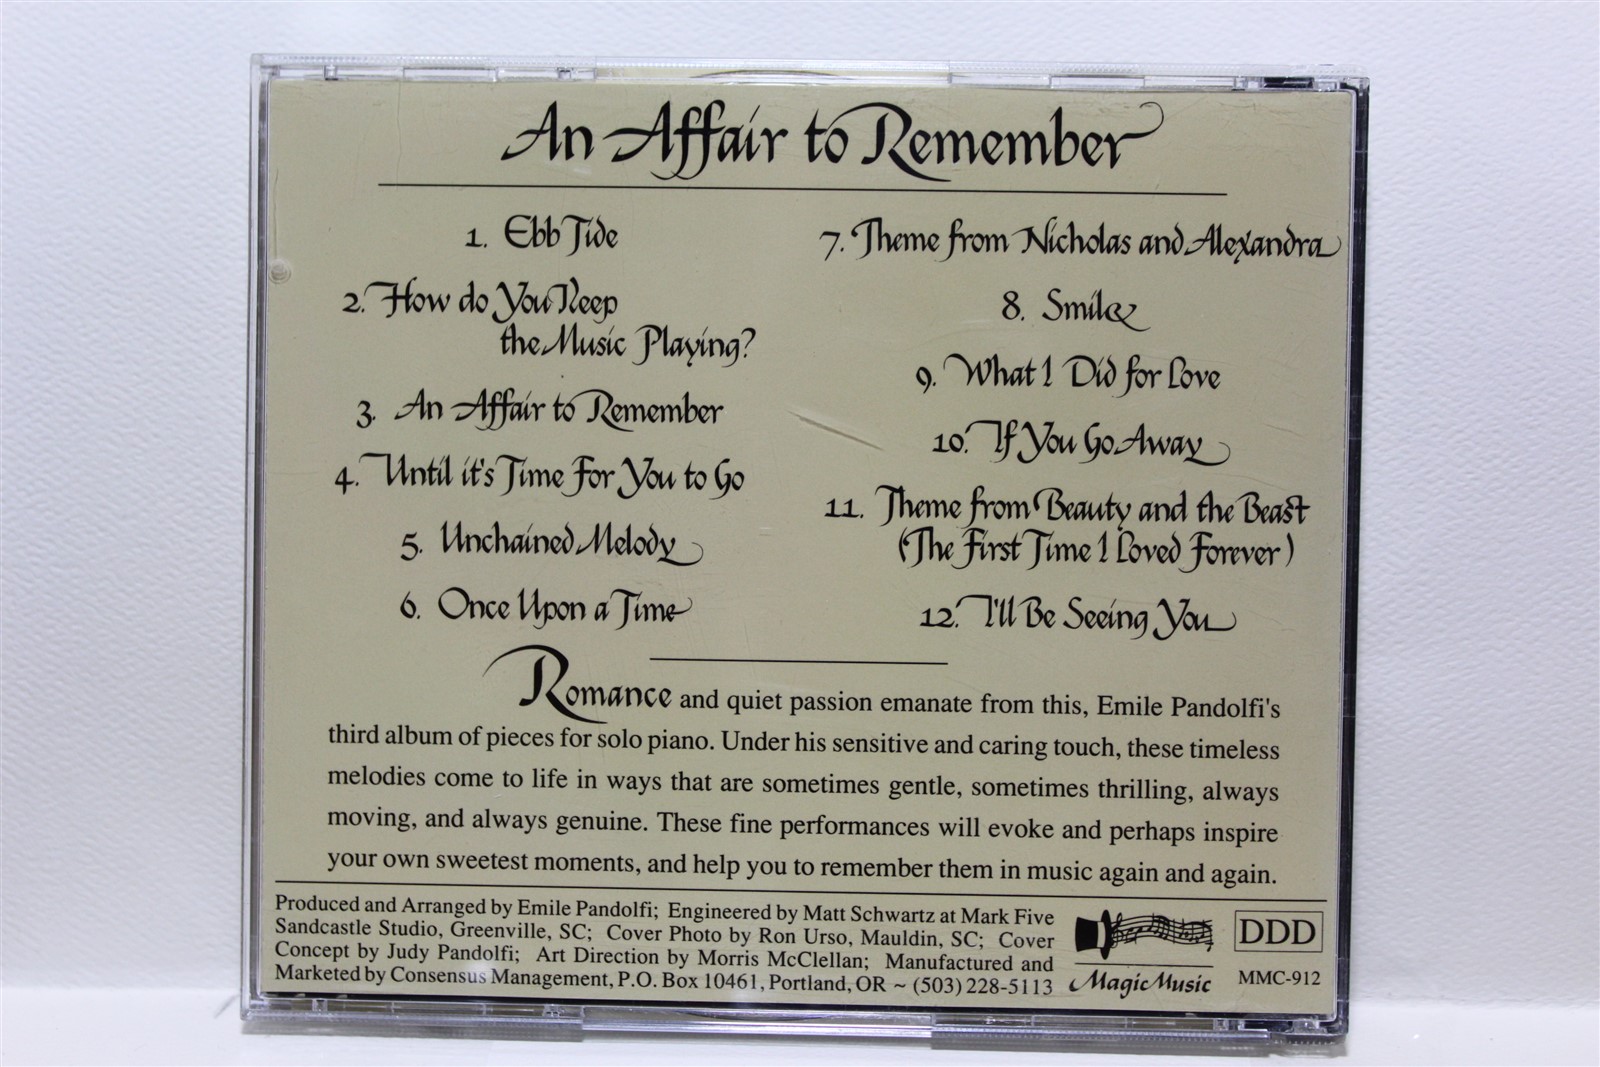 An Affair to Remember
1. Ebb Tide
2. How do You Keep
the Music Playing?
3. An Affair to Remember
4. Until it's Time For You to Go
5. Unchained Melody
6. Once Upon a Time
7. Theme from Nicholas and Alexandra
8. Smile
9. What I Did for Love
10. If You Go Away
11. Theme from Beauty and the Beast
(The First Time I Loved Forever)
12. I'll Be Seeing You
Romance and quiet passion emanate from this, Emile Pandolfi's
third album of pieces for solo piano. Under his sensitive and caring touch, these timeless
melodies come to life in ways that are sometimes gentle, sometimes thrilling, always
moving, and always genuine. These fine performances will evoke and perhaps inspire
your own sweetest moments, and help you to remember them in music again and again.
Produced and Arranged by Emile Pandolfi; Engineered by Matt Schwartz at Mark Five
Sandcastle Studio, Greenville, SC; Cover Photo by Ron Urso, Mauldin, SC; Cover
Concept by Judy Pandolfi; Art Direction by Morris McClellan; Manufactured and
Marketed by Consensus Management, P.O. Box 10461, Portland, OR ~ (503) 228-5113
Magic Music
DDD
MMC-912